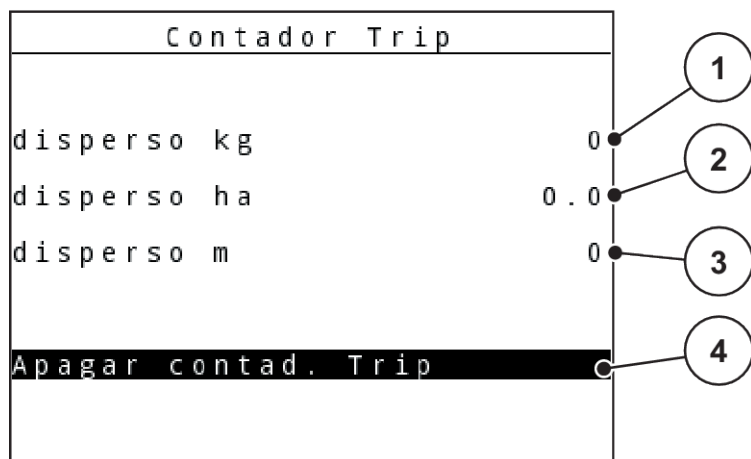 Contador Trip
disperso kg 0 1
disperso ha 0.0 2
disperso m 0 3
Apagar contad. Trip 4